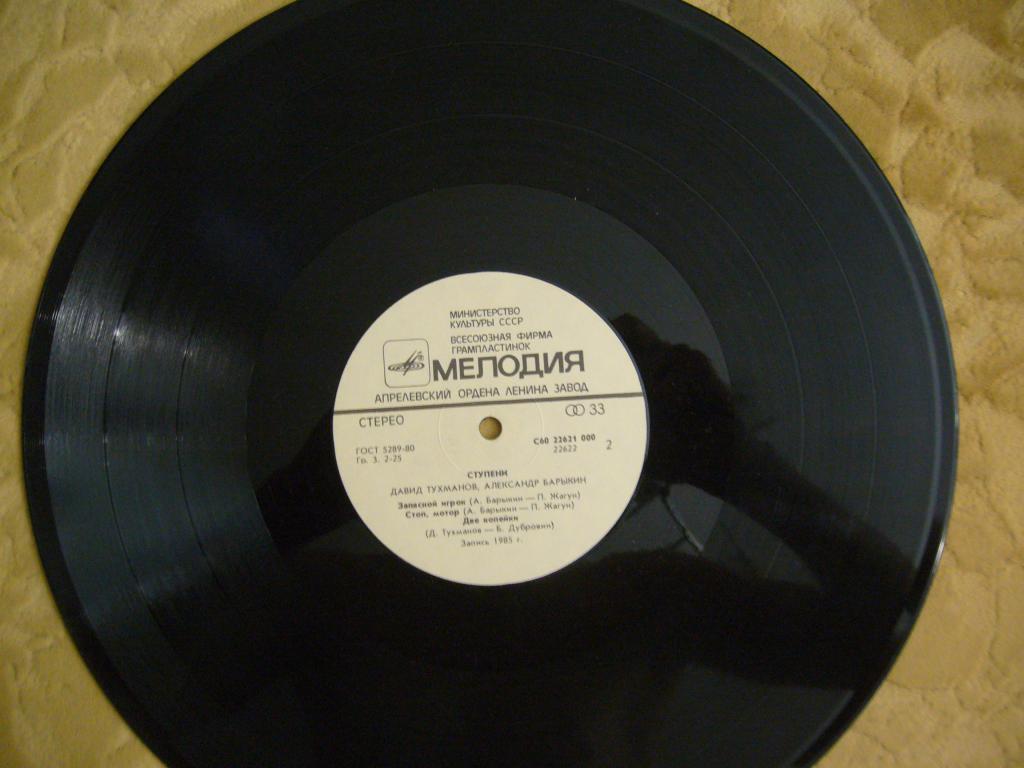 МИНИСТЕРСТВО
КУЛЬТУРЫ СССР
ВСЕСОЮЗНАЯ ФИРМА
ГРАМПЛАСТИНОК
МЕЛОДИЯ
АПРЕЛЕВСКИЙ ОРДЕНА ЛЕНИНА ЗАВОД
СТЕРЕО
33
ГОСТ 5289-80
Гр. 3. 2-25
С60 22621 000
22622
2
СТУПЕНИ
ДАВИД ТУХМАНОВ, АЛЕКСАНДР БАРЫКИН
Запасной игрок (А. Барыкин — П. Жагун)
Стоп, мотор (А. Барыкин — П. Жагун)
Две копейки
(Д. Тухманов — Б. Дубровин)
Запись 1985 г.